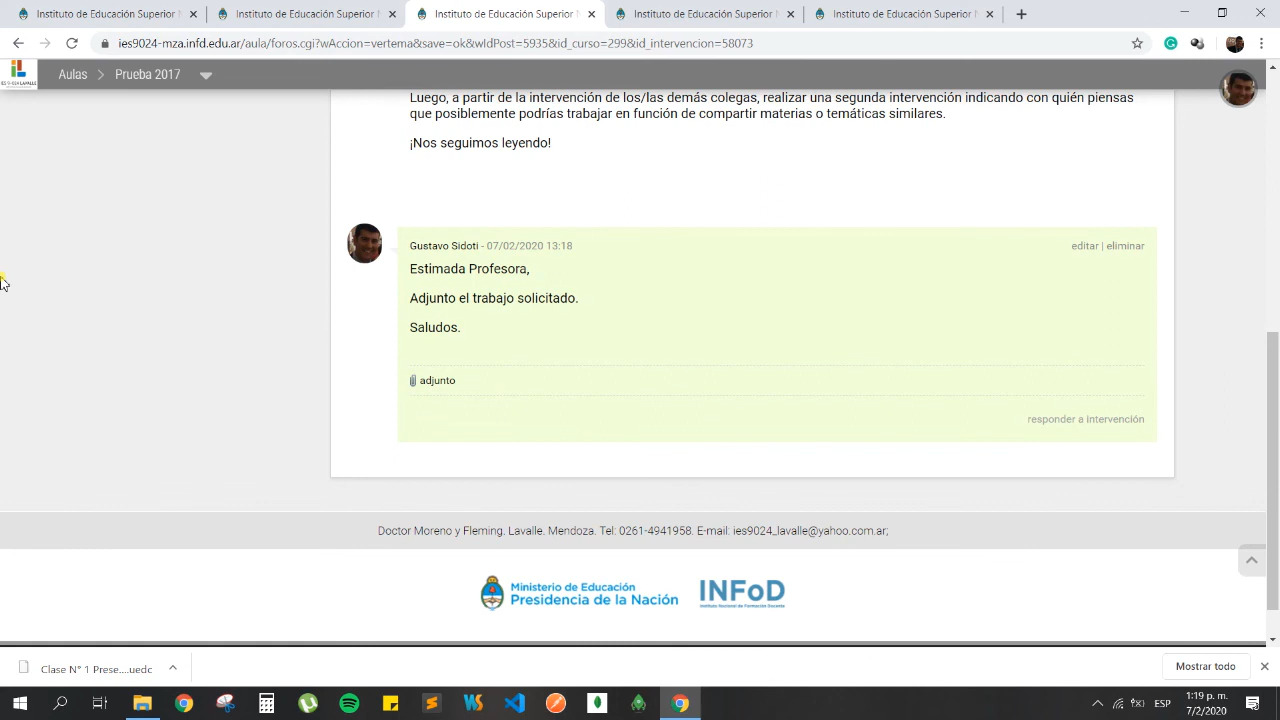 Instituto de Educación Superior
Instituto de Educación Superior
Instituto de Educación Superior
Instituto de Educación Superior
Instituto de Educación Superior
ies9024-mza.infd.edu.ar/aula/foros.cgi?wAccion=vertema&save=ok&wIdPost=5935&id_curso=299&id_intervencion=58073
IES 9-024 LAVALLE
Aulas > Prueba 2017
Luego, a partir de la intervención de los/las demás colegas, realizar una segunda intervención indicando con quién piensas
que posiblemente podrías trabajar en función de compartir materias o temáticas similares.
¡Nos seguimos leyendo!
Gustavo Sidoti - 07/02/2020 13:18
editar | eliminar
Estimada Profesora,
Adjunto el trabajo solicitado.
Saludos.
adjunto
responder a intervención
Doctor Moreno y Fleming. Lavalle. Mendoza. Tel: 0261-4941958. E-mail: ies9024_lavalle@yahoo.com.ar;
Ministerio de Educación
Presidencia de la Nación
INFoD
Instituto Nacional de Formación Docente
Clase N° 1 Prese....uedc
Mostrar todo
ESP
1:19 p. m.
7/2/2020